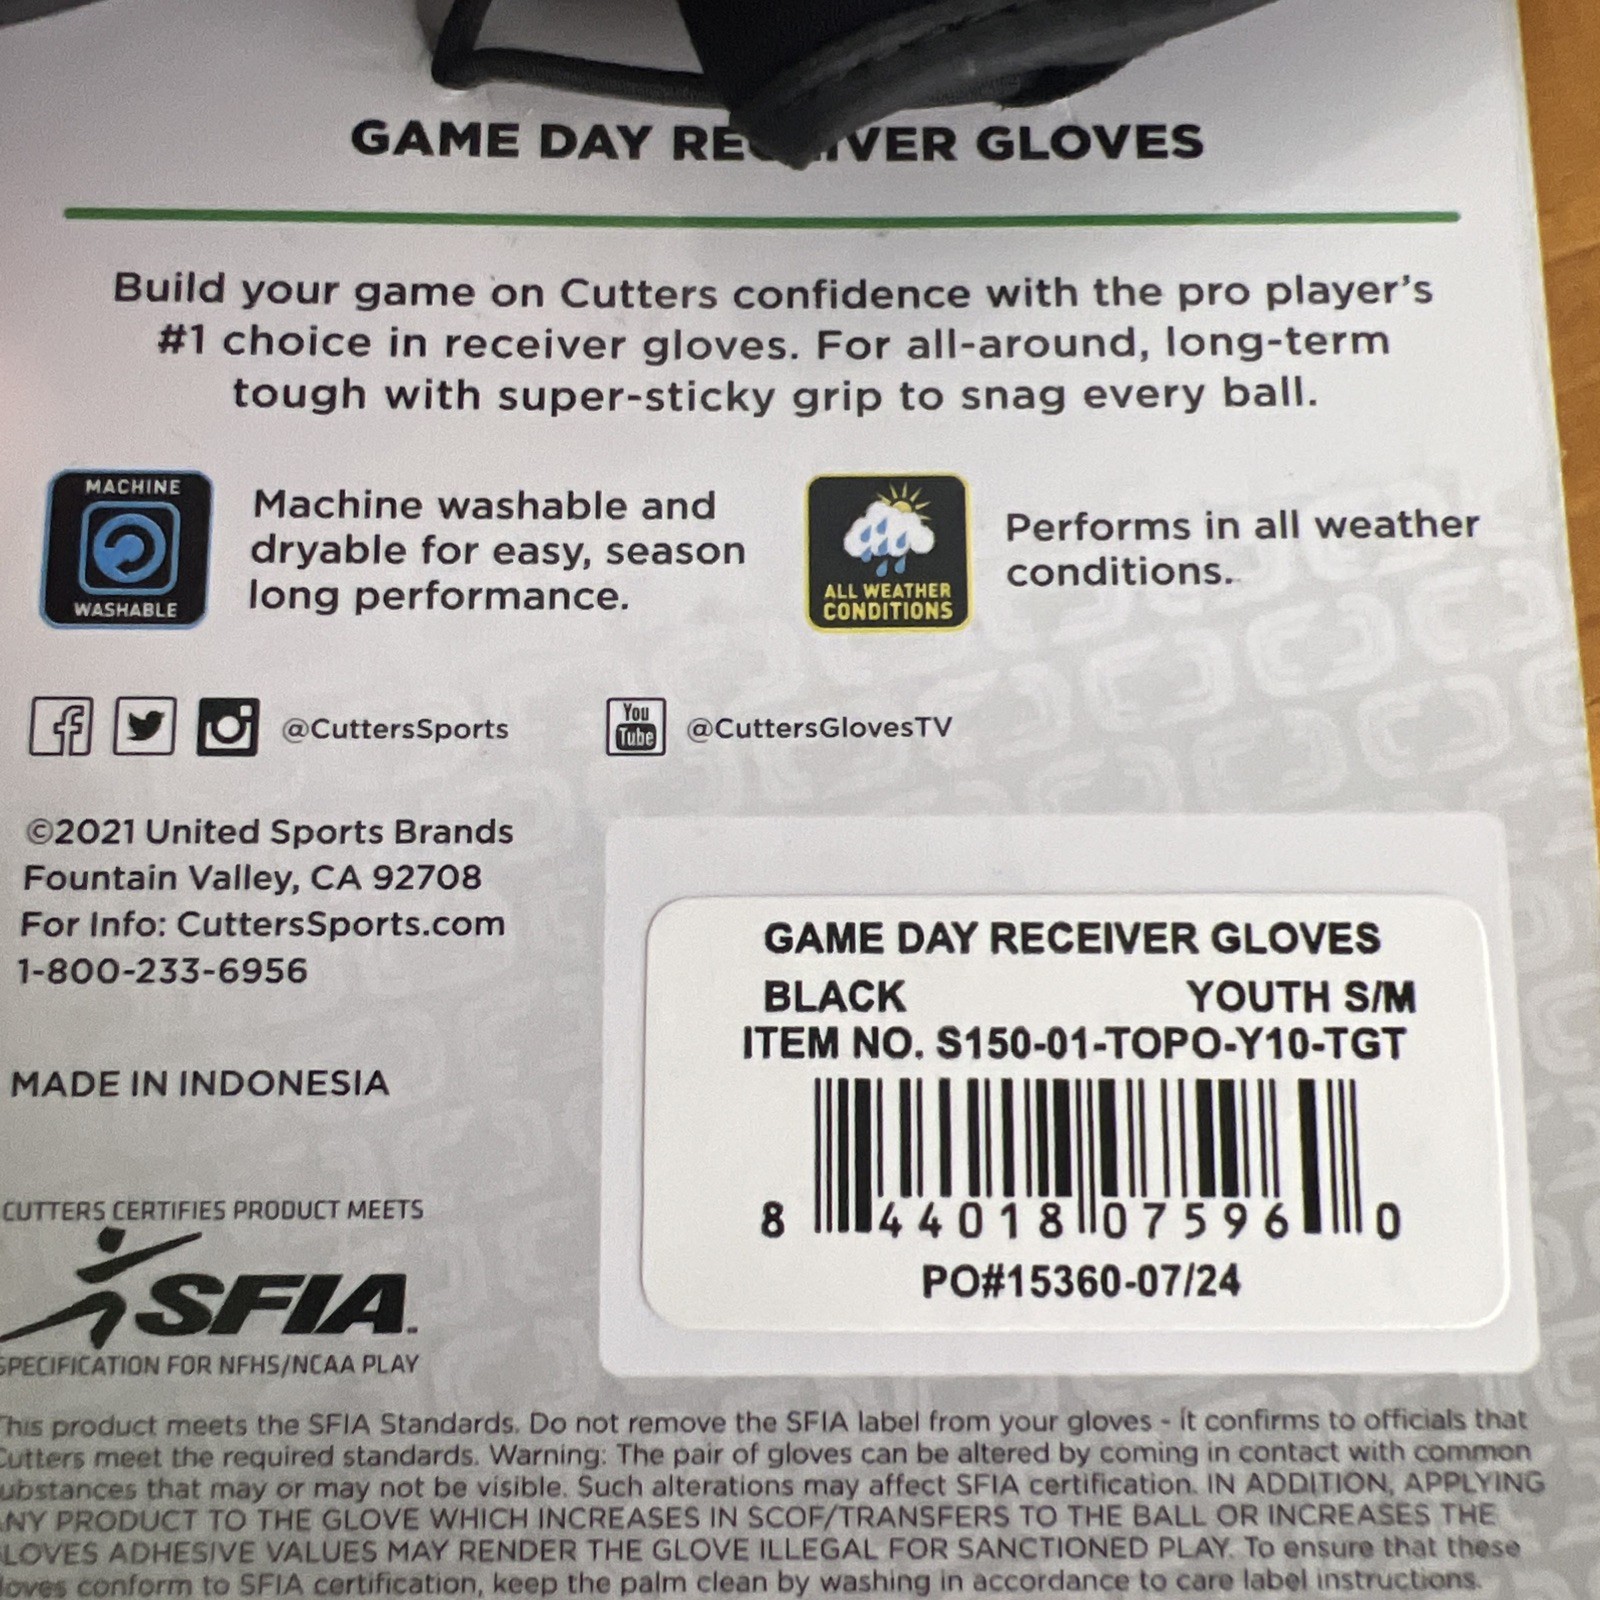 GAME DAY RECEIVER GLOVES
Build your game on Cutters confidence with the pro player's
#1 choice in receiver gloves. For all-around, long-term
tough with super-sticky grip to snag every ball.
MACHINE
WASHABLE
Machine washable and
dryable for easy, season
long performance.
ALL WEATHER
CONDITIONS
Performs in all weather
conditions.
@CuttersSports
You
Tube
@CuttersGlovesTV
©2021 United Sports Brands
Fountain Valley, CA 92708
For Info: CuttersSports.com
1-800-233-6956
MADE IN INDONESIA
CUTTERS CERTIFIES PRODUCT MEETS
SFIA™
SPECIFICATION FOR NFHS/NCAA PLAY
GAME DAY RECEIVER GLOVES
BLACK YOUTH S/M
ITEM NO. S150-01-TOPO-Y10-TGT
8 44018 07596 0
PO#15360-07/24
This product meets the SFIA Standards. Do not remove the SFIA label from your gloves - it confirms to officials that
Cutters meet the required standards. Warning: The pair of gloves can be altered by coming in contact with common
substances that may or may not be visible. Such alterations may affect SFIA certification. IN ADDITION, APPLYING
ANY PRODUCT TO THE GLOVE WHICH INCREASES IN SCOF/TRANSFERS TO THE BALL OR INCREASES THE
GLOVES ADHESIVE VALUES MAY RENDER THE GLOVE ILLEGAL FOR SANCTIONED PLAY. To ensure that these
gloves conform to SFIA certification, keep the palm clean by washing in accordance to care label instructions.